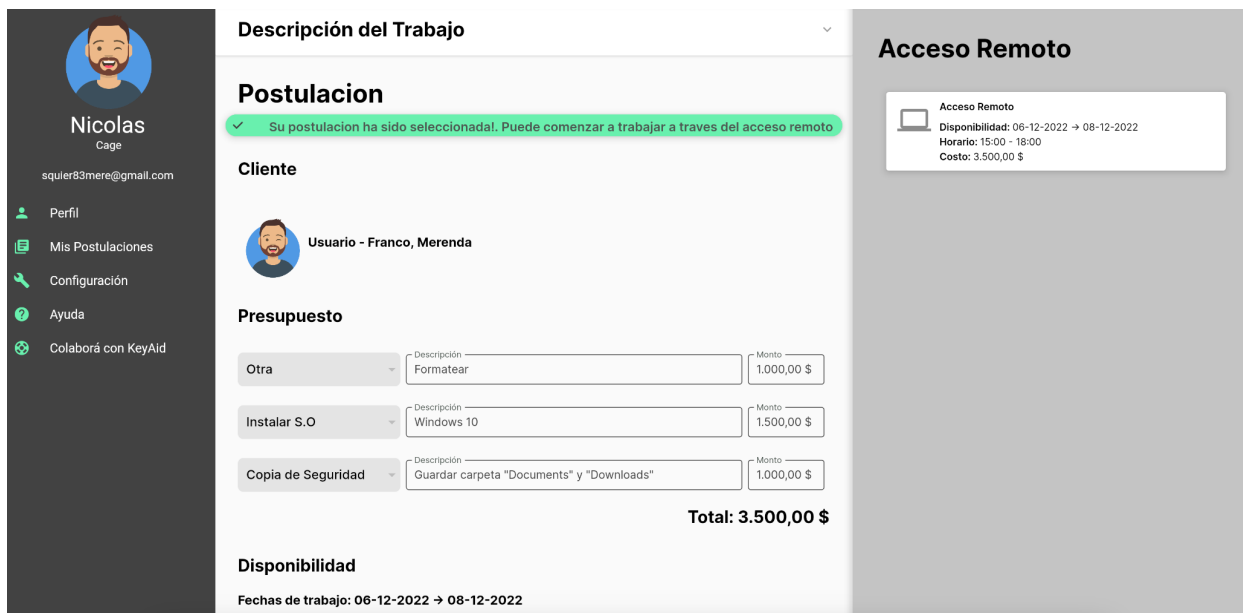 Nicolas
Cage
squier83mere@gmail.com
Perfil
Mis Postulaciones
Configuración
Ayuda
Colaborá con KeyAid
Descripción del Trabajo
Postulacion
Su postulacion ha sido seleccionada!. Puede comenzar a trabajar a traves del acceso remoto
Cliente
Usuario - Franco, Merenda
Presupuesto
Otra
Descripción
Formatear
Monto
1.000,00 $
Instalar S.O
Descripción
Windows 10
Monto
1.500,00 $
Copia de Seguridad
Descripción
Guardar carpeta "Documents" y "Downloads"
Monto
1.000,00 $
Total: 3.500,00 $
Disponibilidad
Fechas de trabajo: 06-12-2022 → 08-12-2022
Acceso Remoto
Acceso Remoto
Disponibilidad: 06-12-2022 → 08-12-2022
Horario: 15:00 - 18:00
Costo: 3.500,00 $